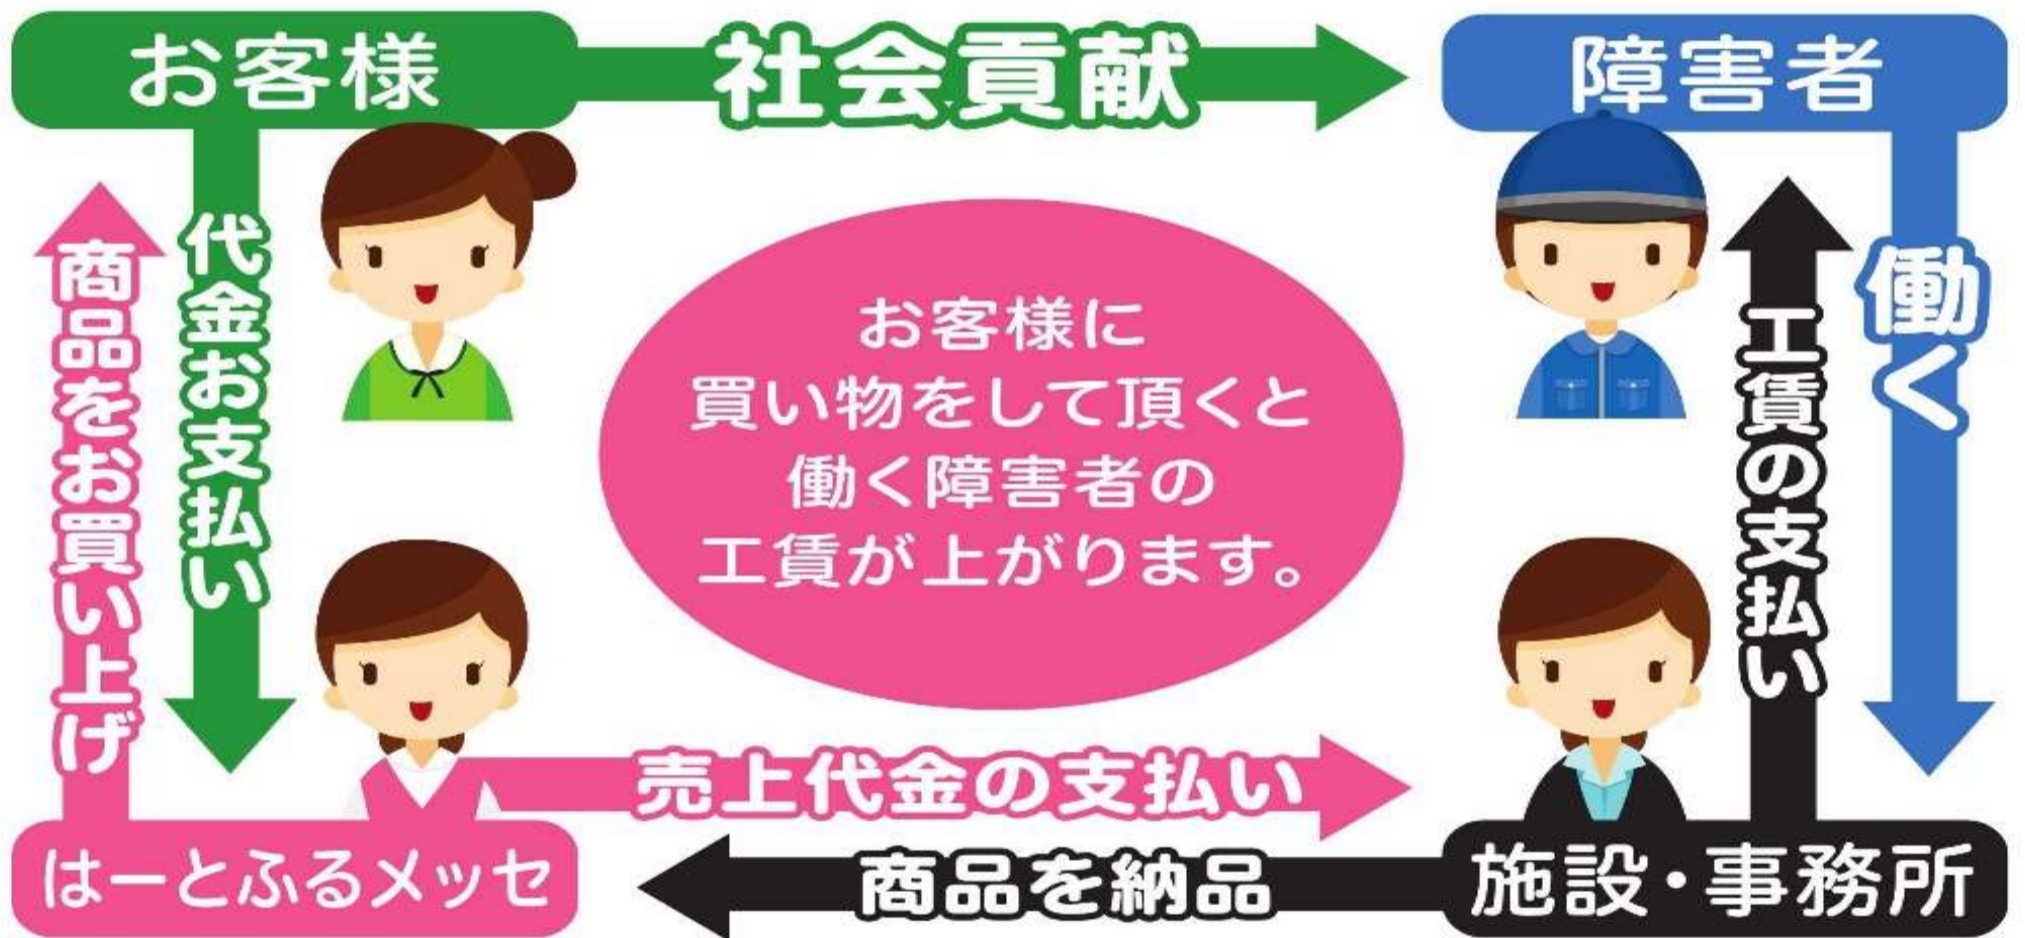 お客様
社会貢献
障害者
商品をお買い上げ
代金お支払い
お客様に
買い物をして頂くと
働く障害者の
工賃が上がります。
工賃の支払い
働く
売上代金の支払い
はーとふるメッセ
商品を納品
施設・事務所